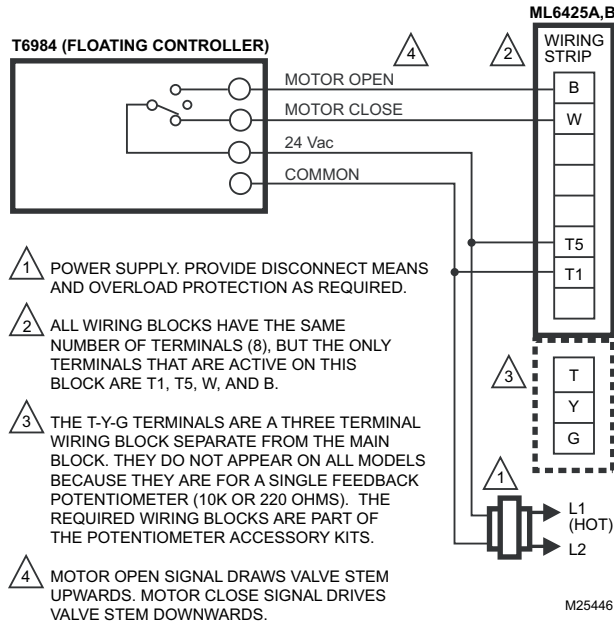 ML6425A,B
T6984 (FLOATING CONTROLLER)
4
2
WIRING
STRIP
MOTOR OPEN
B
MOTOR CLOSE
W
24 Vac
COMMON
T5
T1
1
POWER SUPPLY. PROVIDE DISCONNECT MEANS
AND OVERLOAD PROTECTION AS REQUIRED.
2
ALL WIRING BLOCKS HAVE THE SAME
NUMBER OF TERMINALS (8), BUT THE ONLY
TERMINALS THAT ARE ACTIVE ON THIS
BLOCK ARE T1, T5, W, AND B.
3
T
Y
G
3
THE T-Y-G TERMINALS ARE A THREE TERMINAL
WIRING BLOCK SEPARATE FROM THE MAIN
BLOCK. THEY DO NOT APPEAR ON ALL MODELS
BECAUSE THEY ARE FOR A SINGLE FEEDBACK
POTENTIOMETER (10K OR 220 OHMS). THE
REQUIRED WIRING BLOCKS ARE PART OF
THE POTENTIOMETER ACCESSORY KITS.
1
L1
(HOT)
L2
4
MOTOR OPEN SIGNAL DRAWS VALVE STEM
UPWARDS. MOTOR CLOSE SIGNAL DRIVES
VALVE STEM DOWNWARDS.
M25446